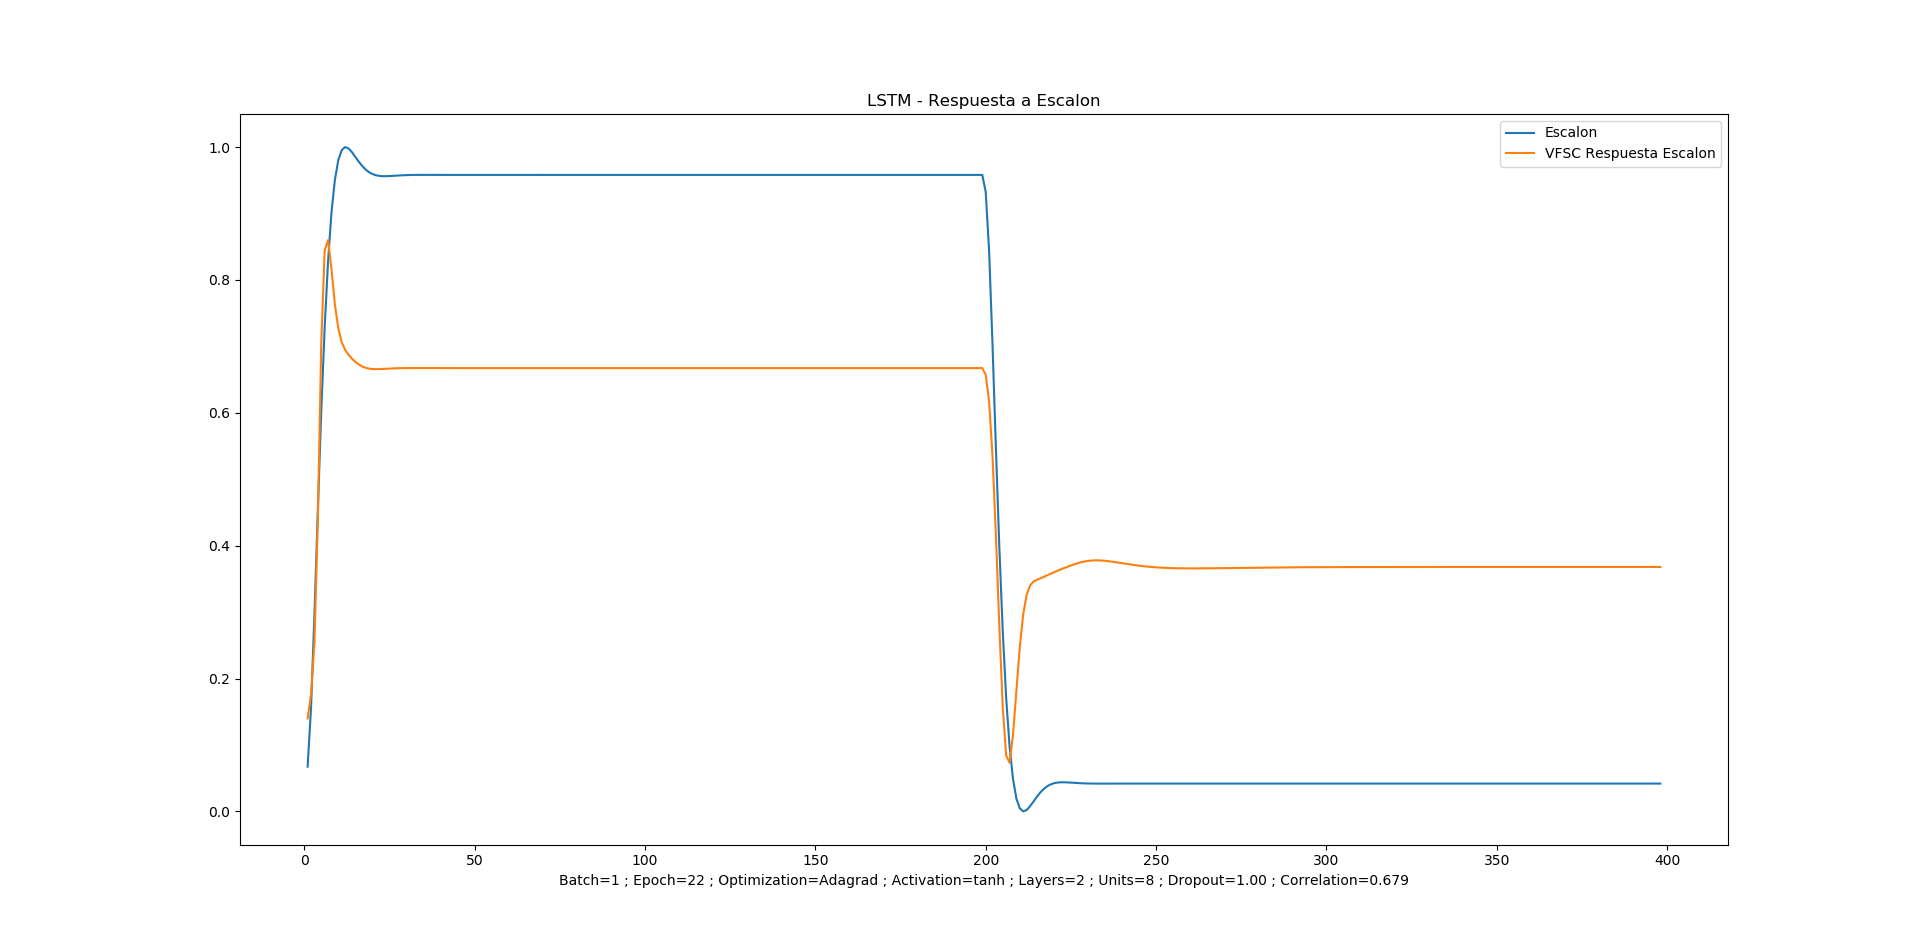 LSTM - Respuesta a Escalon
Escalon
VFSC Respuesta Escalon
1.0
0.8
0.6
0.4
0.2
0.0
0 50 100 150 200 250 300 350 400
Batch=1 ; Epoch=22 ; Optimization=Adagrad ; Activation=tanh ; Layers=2 ; Units=8 ; Dropout=1.00 ; Correlation=0.679